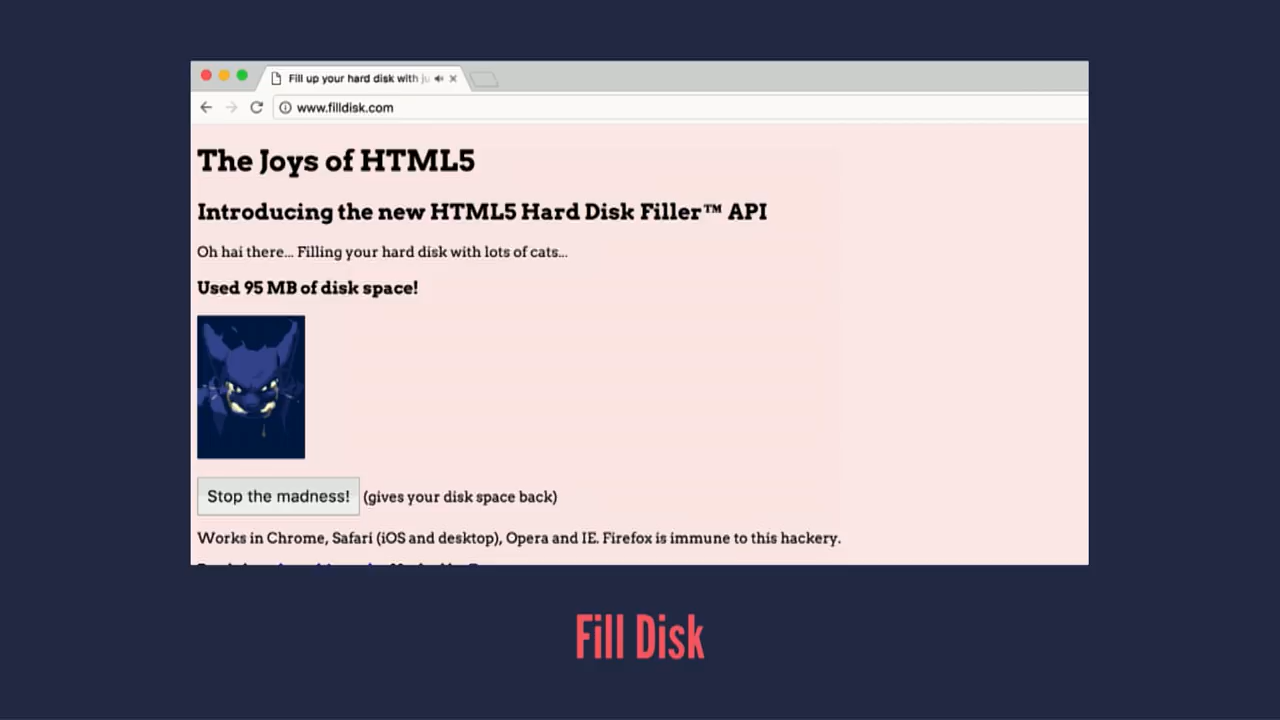 Fill up your hard disk with ju
www.filldisk.com
The Joys of HTML5
Introducing the new HTML5 Hard Disk Filler™ API
Oh hai there... Filling your hard disk with lots of cats...
Used 95 MB of disk space!
Stop the madness! (gives your disk space back)
Works in Chrome, Safari (iOS and desktop), Opera and IE. Firefox is immune to this hackery.
Fill Disk